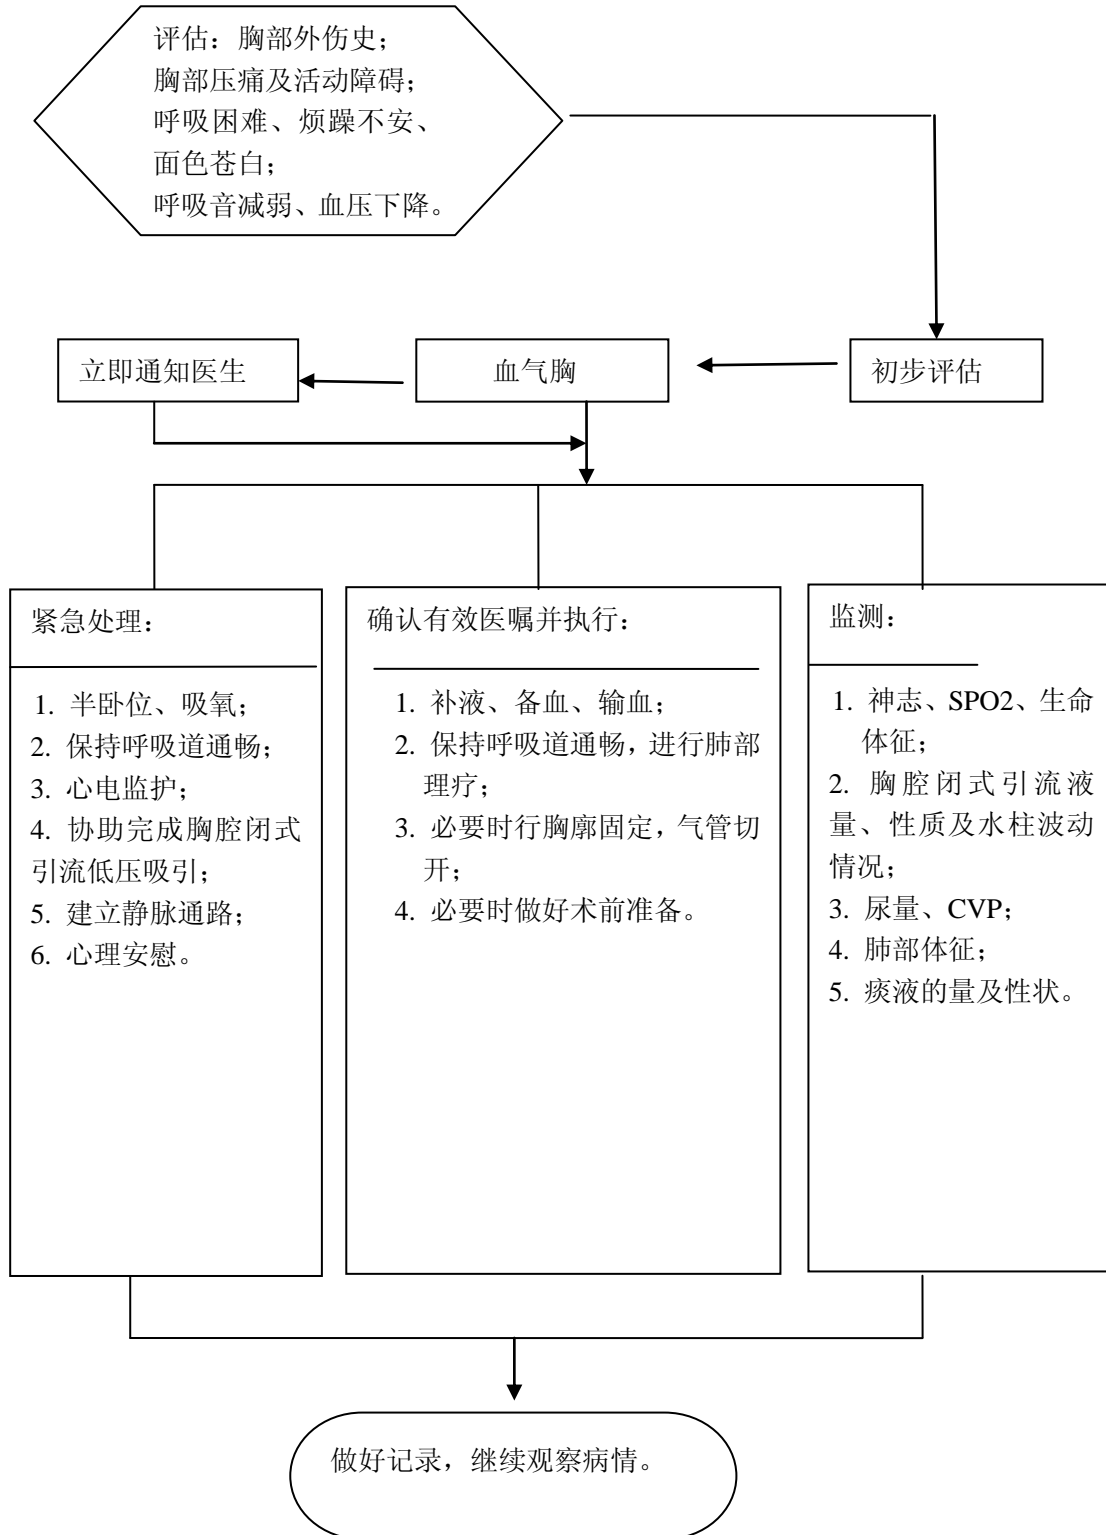 评估：胸部外伤史；
胸部压痛及活动障碍；
呼吸困难、烦躁不安、
面色苍白；
呼吸音减弱、血压下降。
立即通知医生
血气胸
初步评估
紧急处理：
1. 半卧位、吸氧；
2. 保持呼吸道通畅；
3. 心电监护；
4. 协助完成胸腔闭式
引流低压吸引；
5. 建立静脉通路；
6. 心理安慰。
确认有效医嘱并执行：
1. 补液、备血、输血；
2. 保持呼吸道通畅，进行肺部
理疗；
3. 必要时行胸廓固定，气管切
开；
4. 必要时做好术前准备。
监测：
1. 神志、SPO2、生命
体征；
2. 胸腔闭式引流液
量、性质及水柱波动
情况；
3. 尿量、CVP；
4. 肺部体征；
5. 痰液的量及性状。
做好记录，继续观察病情。